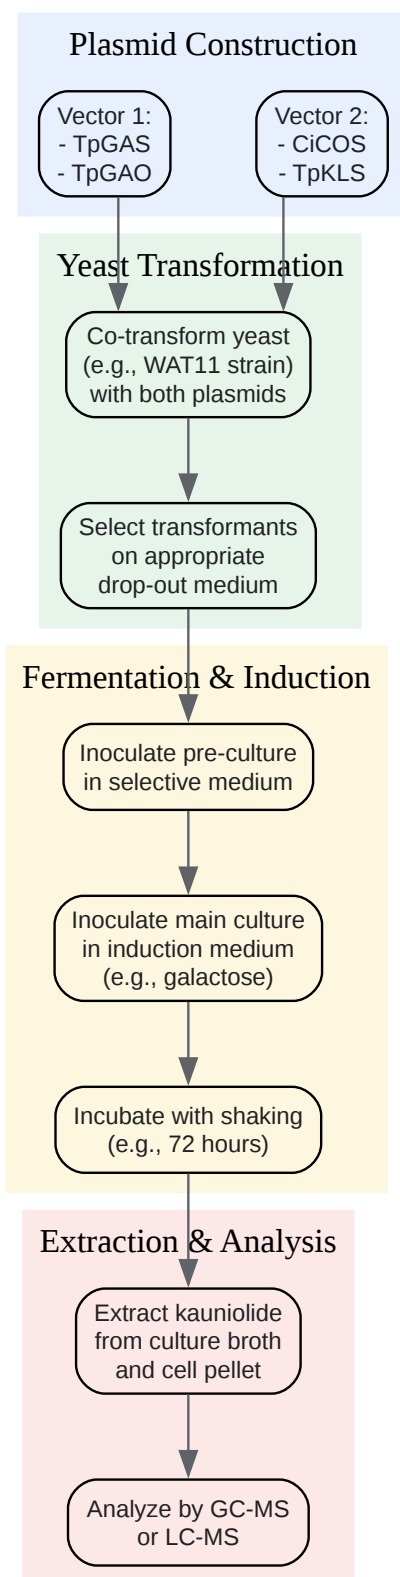 Plasmid Construction
Vector 1:
- TpGAS
- TpGAO
Vector 2:
- CiCOS
- TpKLS
Yeast Transformation
Co-transform yeast
(e.g., WAT11 strain)
with both plasmids
Select transformants
on appropriate
drop-out medium
Fermentation & Induction
Inoculate pre-culture
in selective medium
Inoculate main culture
in induction medium
(e.g., galactose)
Incubate with shaking
(e.g., 72 hours)
Extraction & Analysis
Extract kauniolide
from culture broth
and cell pellet
Analyze by GC-MS
or LC-MS